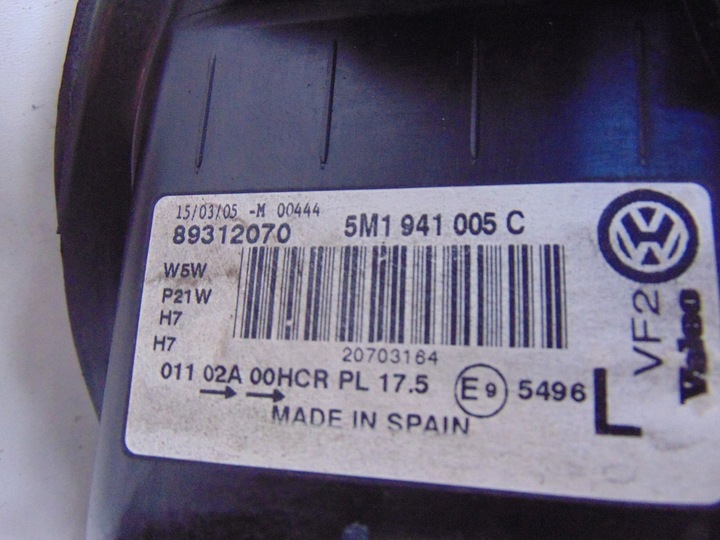 15/03/05 -M 00444
89312070 5M1 941 005 C
W5W
P21W
H7
H7
20703164
011 02A 00HCR PL 17.5 E9 5496
MADE IN SPAIN
L
VF2
Valeo